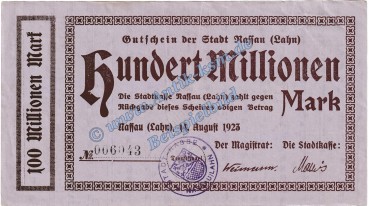 Gutschein der Stadt Nassau (Lahn)
Hundert Millionen
Die Stadtkasse Nassau (Lahn) zahlt gegen
Rückgabe dieses Scheines obigen Betrag
Mark
Nassau (Lahn), 14. August 1923
Der Magistrat: Die Stadtkasse:
№ 006043
100 Millionen Mark